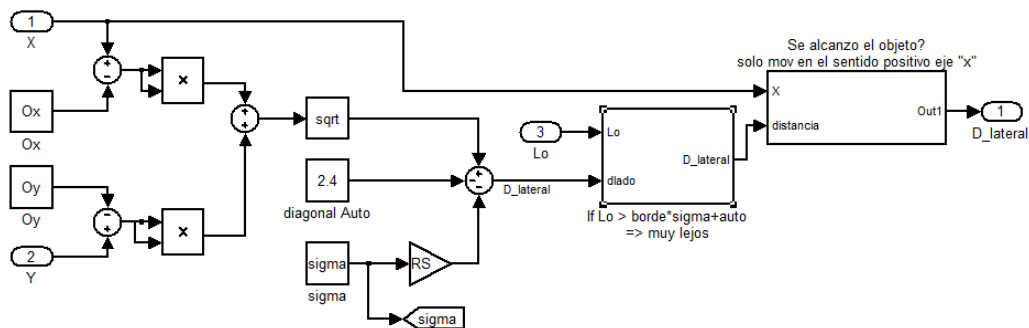 1
X
Ox
Ox
Oy
Oy
2
Y
×
×
sqrt
2.4
diagonal Auto
sigma
sigma
RS
sigma
D_lateral
3
Lo
Lo
D_lateral
dlado
If Lo > borde*sigma+auto
=> muy lejos
Se alcanzo el objeto?
solo mov en el sentido positivo eje "x"
X
Out1
distancia
1
D_lateral